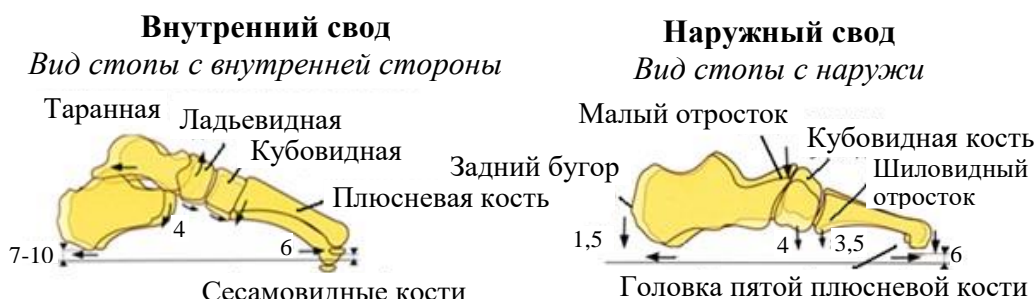 Внутренний свод
Вид стопы с внутренней стороны
Таранная
Ладьевидная
Кубовидная
Плюсневая кость
4
7-10
6
Сесамовидные кости
Наружный свод
Вид стопы с наружи
Малый отросток
Кубовидная кость
Задний бугор
Шиловидный
отросток
1,5
4
3,5
6
Головка пятой плюсневой кости